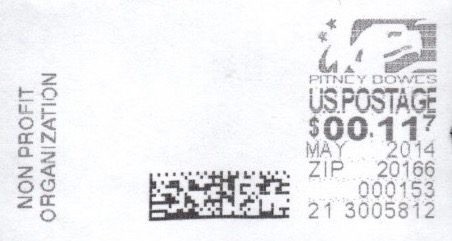 NON PROFIT
ORGANIZATION
PITNEY BOWES
US POSTAGE
$00.11⁷
MAY 2014
ZIP 20166
000153
21 3005812